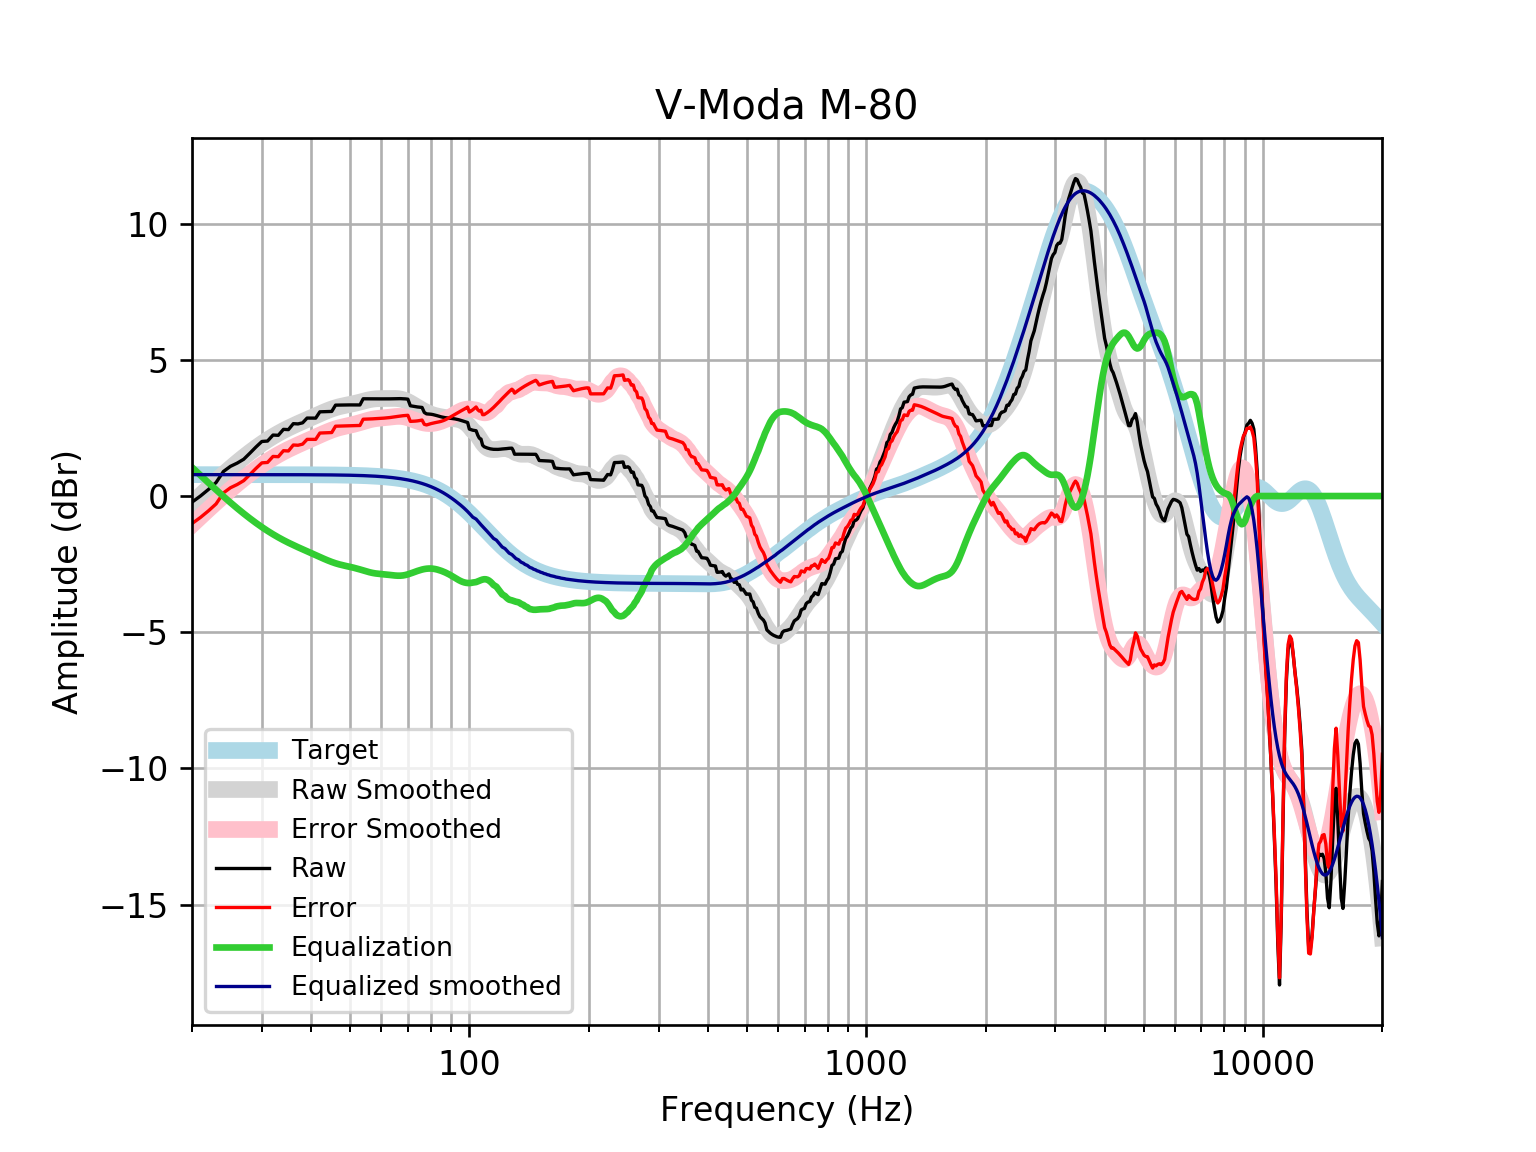 V-Moda M-80
Amplitude (dBr)
10
5
0
−5
−10
−15
Target
Raw Smoothed
Error Smoothed
Raw
Error
Equalization
Equalized smoothed
100
1000
10000
Frequency (Hz)